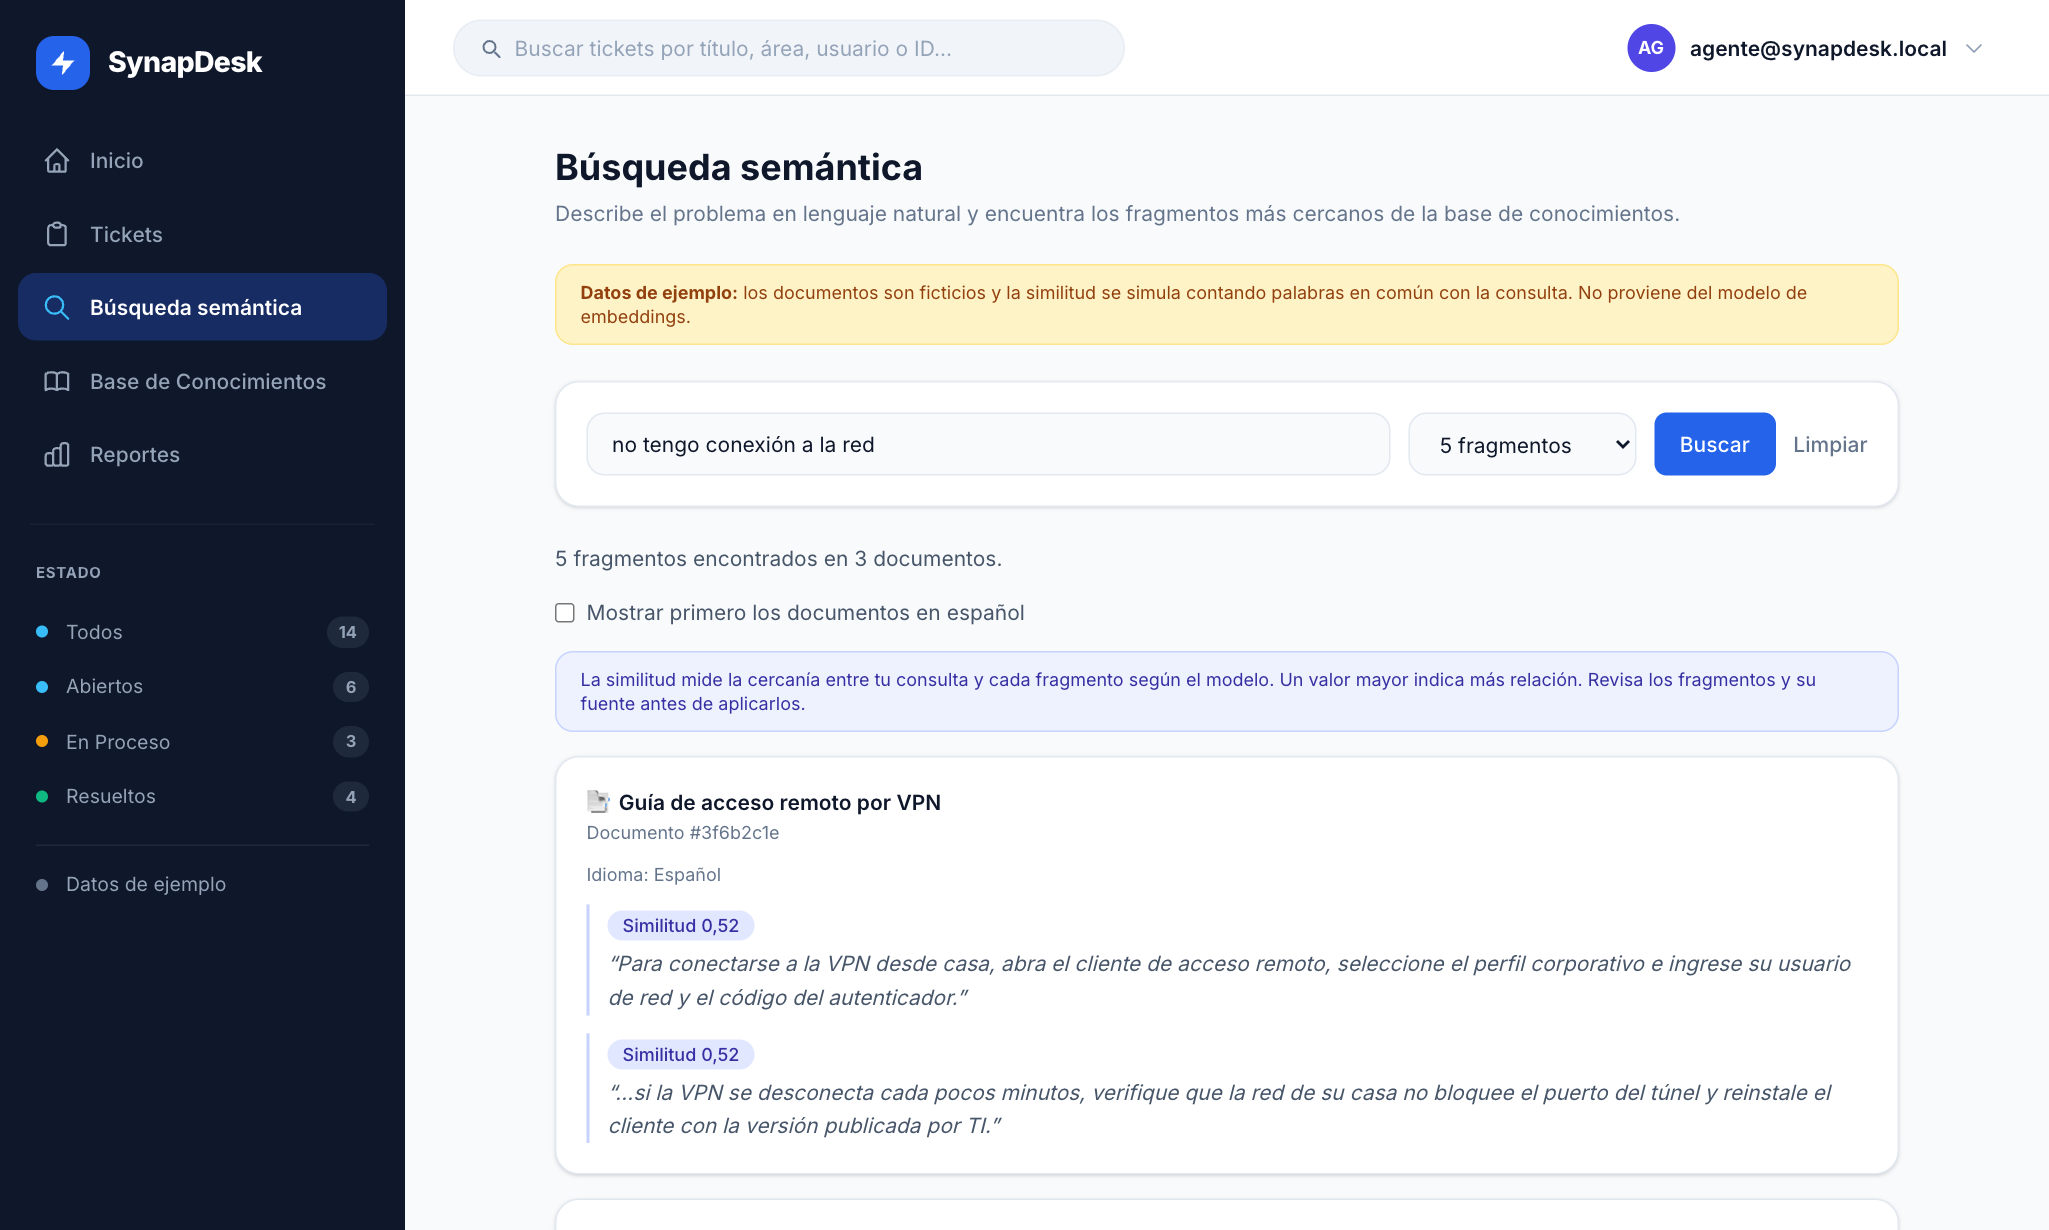 SynapDesk
Inicio
Tickets
Búsqueda semántica
Base de Conocimientos
Reportes
ESTADO
Todos 14
Abiertos 6
En Proceso 3
Resueltos 4
Datos de ejemplo
Buscar tickets por título, área, usuario o ID...
AG agente@synapdesk.local
Búsqueda semántica
Describe el problema en lenguaje natural y encuentra los fragmentos más cercanos de la base de conocimientos.
Datos de ejemplo: los documentos son ficticios y la similitud se simula contando palabras en común con la consulta. No proviene del modelo de
embeddings.
no tengo conexión a la red 5 fragmentos Buscar Limpiar
5 fragmentos encontrados en 3 documentos.
Mostrar primero los documentos en español
La similitud mide la cercanía entre tu consulta y cada fragmento según el modelo. Un valor mayor indica más relación. Revisa los fragmentos y su
fuente antes de aplicarlos.
Guía de acceso remoto por VPN
Documento #3f6b2c1e
Idioma: Español
Similitud 0,52
“Para conectarse a la VPN desde casa, abra el cliente de acceso remoto, seleccione el perfil corporativo e ingrese su usuario
de red y el código del autenticador.”
Similitud 0,52
“...si la VPN se desconecta cada pocos minutos, verifique que la red de su casa no bloquee el puerto del túnel y reinstale el
cliente con la versión publicada por TI.”